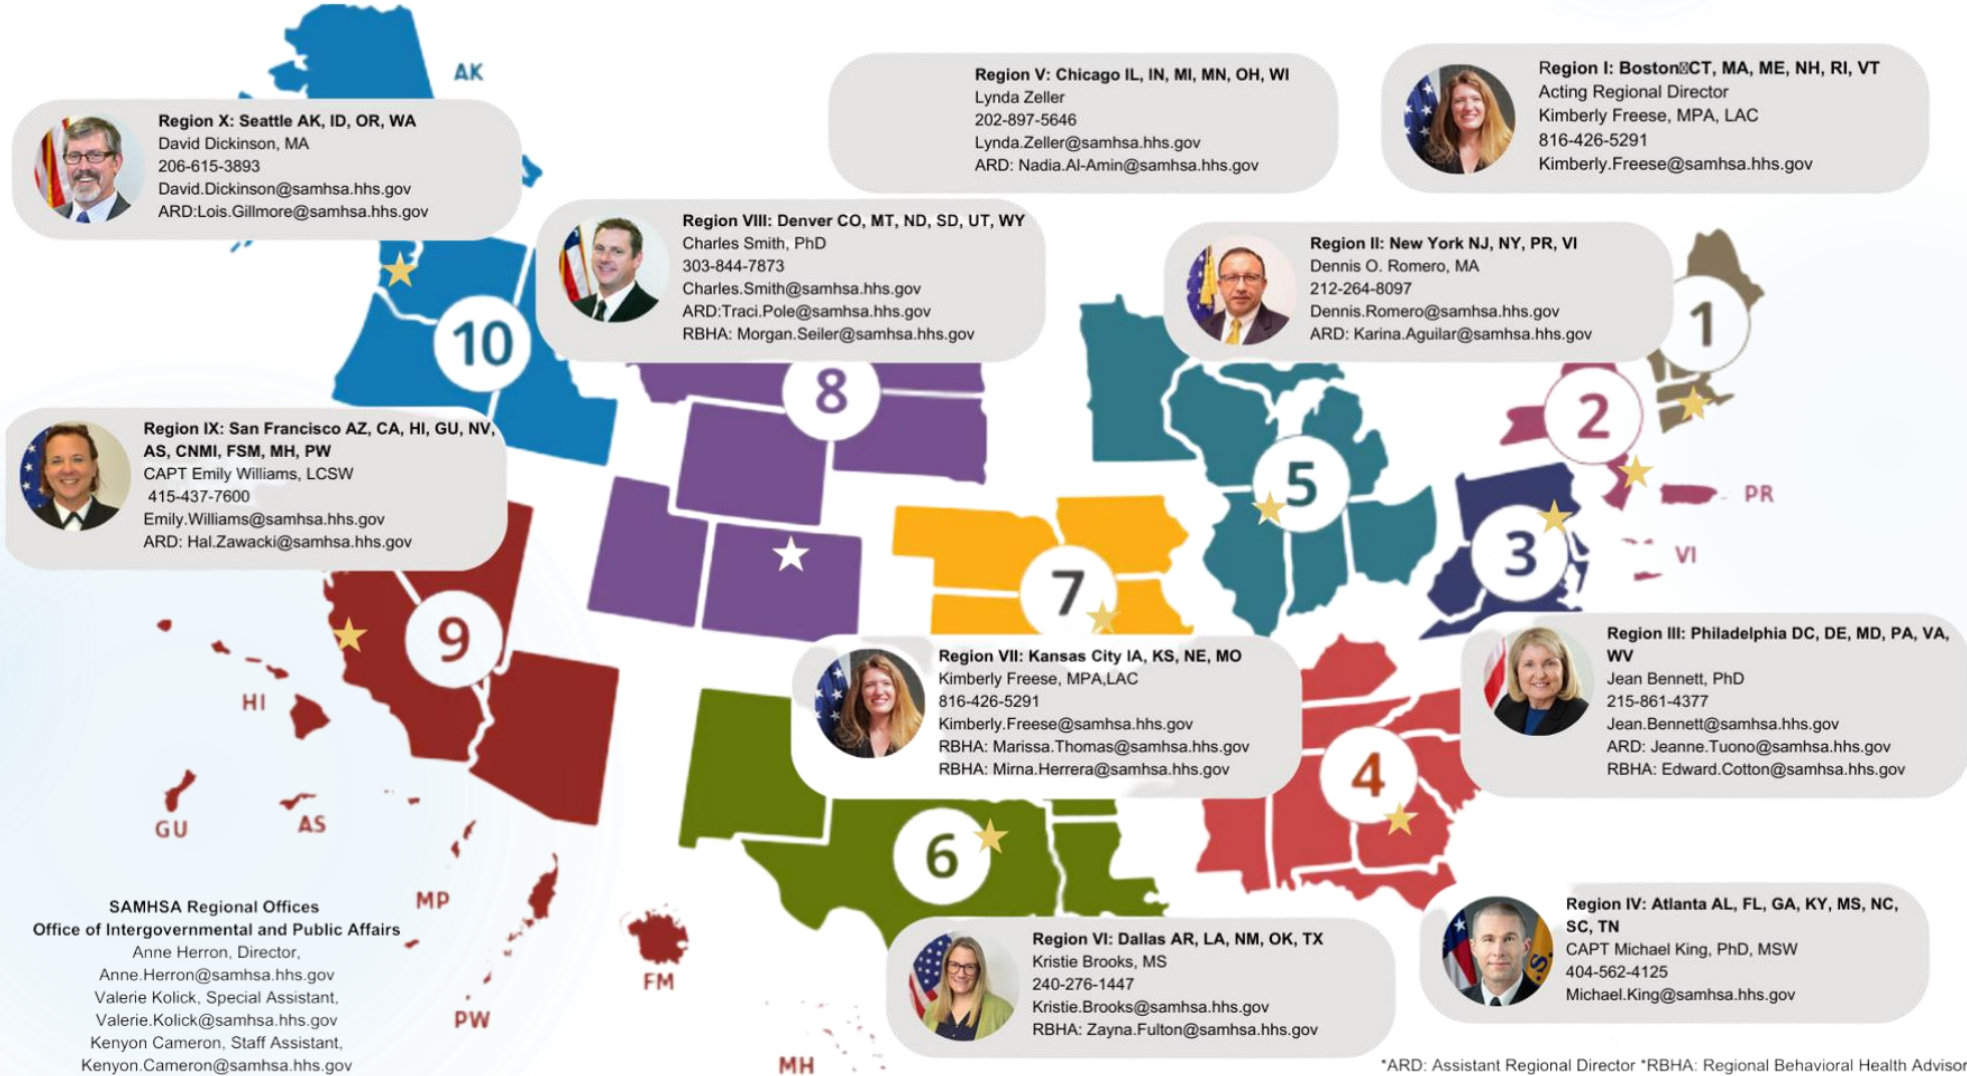 AK
Region X: Seattle AK, ID, OR, WA
David Dickinson, MA
206-615-3893
David.Dickinson@samhsa.hhs.gov
ARD:Lois.Gillmore@samhsa.hhs.gov
Region V: Chicago IL, IN, MI, MN, OH, WI
Lynda Zeller
202-897-5646
Lynda.Zeller@samhsa.hhs.gov
ARD: Nadia.Al-Amin@samhsa.hhs.gov
Region I: Boston CT, MA, ME, NH, RI, VT
Acting Regional Director
Kimberly Freese, MPA, LAC
816-426-5291
Kimberly.Freese@samhsa.hhs.gov
Region VIII: Denver CO, MT, ND, SD, UT, WY
Charles Smith, PhD
303-844-7873
Charles.Smith@samhsa.hhs.gov
ARD:Traci.Pole@samhsa.hhs.gov
RBHA: Morgan.Seiler@samhsa.hhs.gov
Region II: New York NJ, NY, PR, VI
Dennis O. Romero, MA
212-264-8097
Dennis.Romero@samhsa.hhs.gov
ARD: Karina.Aguilar@samhsa.hhs.gov
1
10
8
2
Region IX: San Francisco AZ, CA, HI, GU, NV,
AS, CNMI, FSM, MH, PW
CAPT Emily Williams, LCSW
415-437-7600
Emily.Williams@samhsa.hhs.gov
ARD: Hal.Zawacki@samhsa.hhs.gov
5
PR
3
VI
7
9
Region VII: Kansas City IA, KS, NE, MO
Kimberly Freese, MPA,LAC
816-426-5291
Kimberly.Freese@samhsa.hhs.gov
RBHA: Marissa.Thomas@samhsa.hhs.gov
RBHA: Mirna.Herrera@samhsa.hhs.gov
Region III: Philadelphia DC, DE, MD, PA, VA,
WV
Jean Bennett, PhD
215-861-4377
Jean.Bennett@samhsa.hhs.gov
ARD: Jeanne.Tuono@samhsa.hhs.gov
RBHA: Edward.Cotton@samhsa.hhs.gov
HI
4
GU
AS
6
MP
SAMHSA Regional Offices
Office of Intergovernmental and Public Affairs
Anne Herron, Director,
Anne.Herron@samhsa.hhs.gov
Valerie Kolick, Special Assistant,
Valerie.Kolick@samhsa.hhs.gov
Kenyon Cameron, Staff Assistant,
Kenyon.Cameron@samhsa.hhs.gov
FM
PW
MH
Region VI: Dallas AR, LA, NM, OK, TX
Kristie Brooks, MS
240-276-1447
Kristie.Brooks@samhsa.hhs.gov
RBHA: Zayna.Fulton@samhsa.hhs.gov
Region IV: Atlanta AL, FL, GA, KY, MS, NC,
SC, TN
CAPT Michael King, PhD, MSW
404-562-4125
Michael.King@samhsa.hhs.gov
*ARD: Assistant Regional Director *RBHA: Regional Behavioral Health Advisor